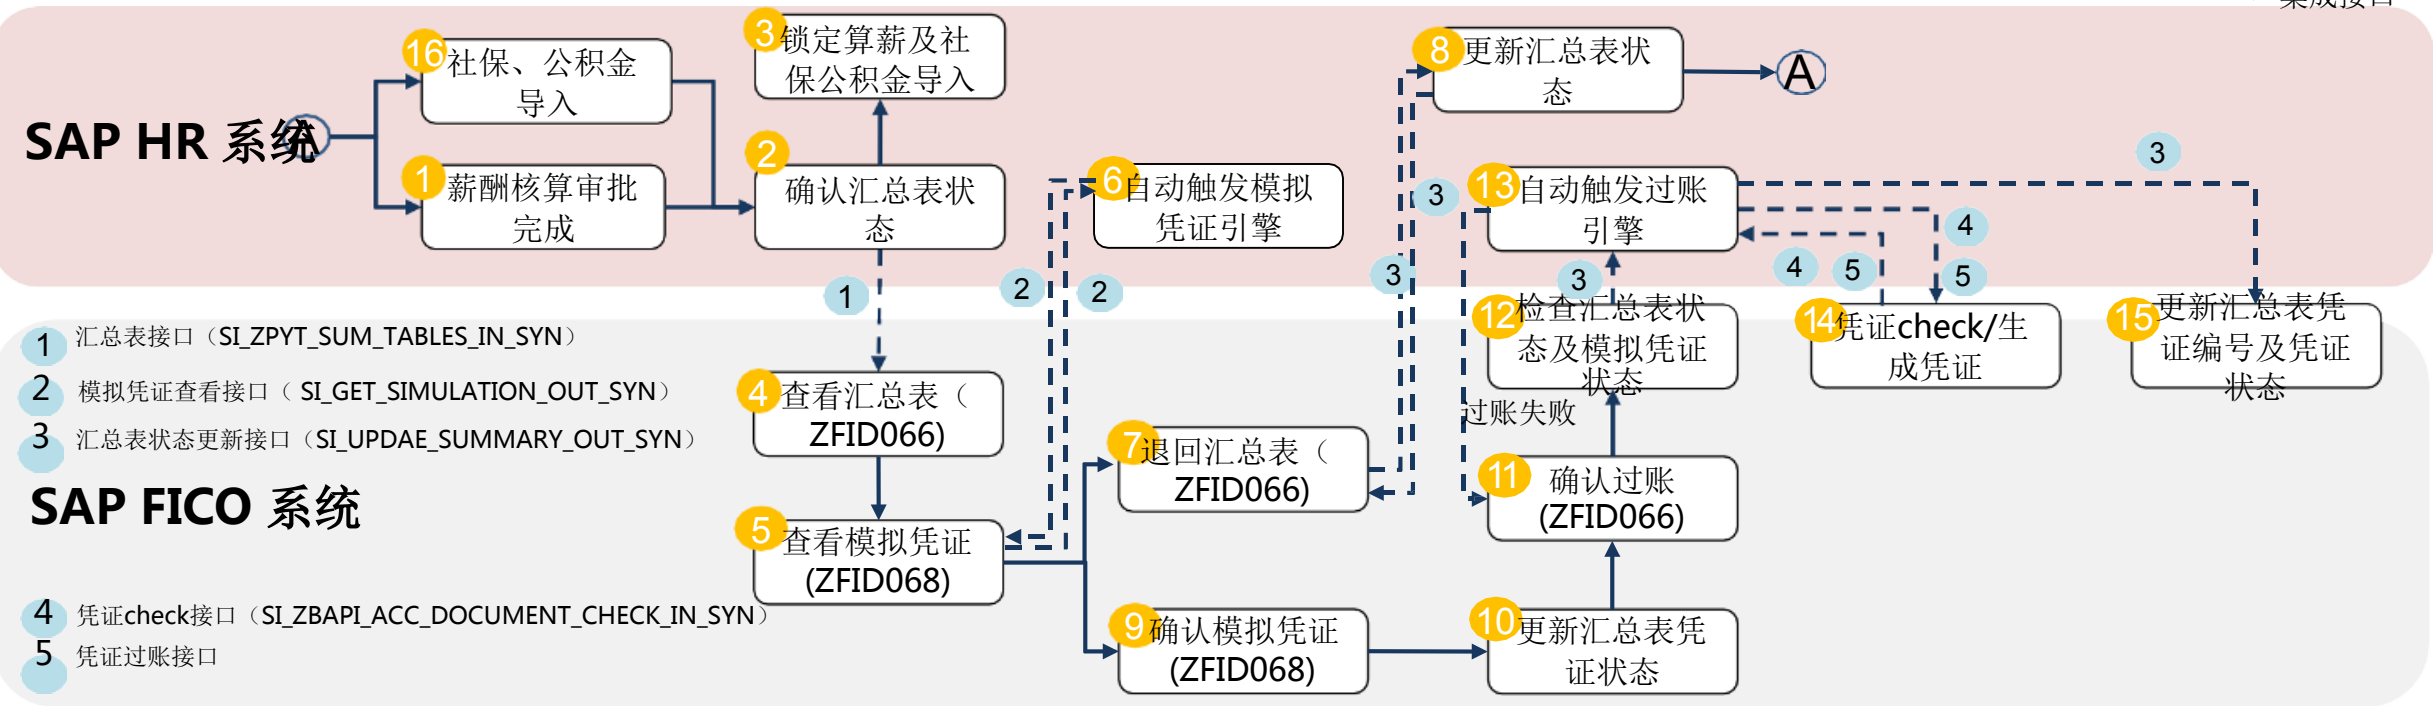 集成接口
SAP HR 系统
A
16
社保、公积金
导入
1
薪酬核算审批
完成
3
锁定算薪及社
保公积金导入
2
确认汇总表状
态
6
自动触发模拟
凭证引擎
8
更新汇总表状
态
A
13
自动触发过账
引擎
3
3
4
4
5
5
3
3
1
2
2
12
检查汇总表状
态及模拟凭证
状态
14
凭证check/生
成凭证
15
更新汇总表凭
证编号及凭证
状态
1
汇总表接口（SI_ZPYT_SUM_TABLES_IN_SYN）
2
模拟凭证查看接口（ SI_GET_SIMULATION_OUT_SYN）
3
汇总表状态更新接口（SI_UPDAE_SUMMARY_OUT_SYN）
SAP FICO 系统
4
凭证check接口（SI_ZBAPI_ACC_DOCUMENT_CHECK_IN_SYN）
5
凭证过账接口
4
查看汇总表（
ZFID066)
5
查看模拟凭证
(ZFID068)
7
退回汇总表（
ZFID066)
9
确认模拟凭证
(ZFID068)
过账失败
11
确认过账
(ZFID066)
10
更新汇总表凭
证状态